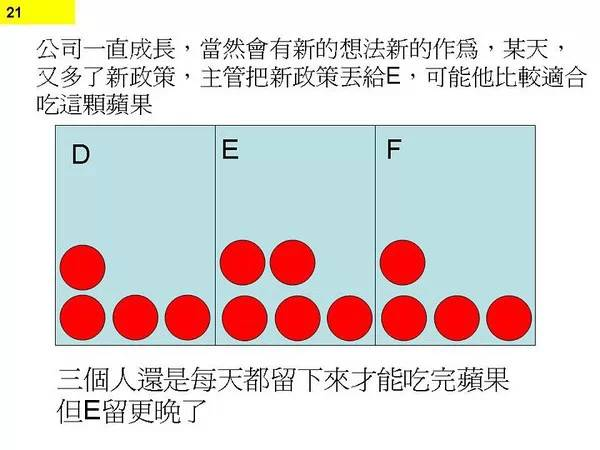 21
公司一直成長，當然會有新的想法新的作為，某天，
又多了新政策，主管把新政策丟給E，可能他比較適合
吃這顆蘋果
D E F
三個人還是每天都留下來才能吃完蘋果
但E留更晚了